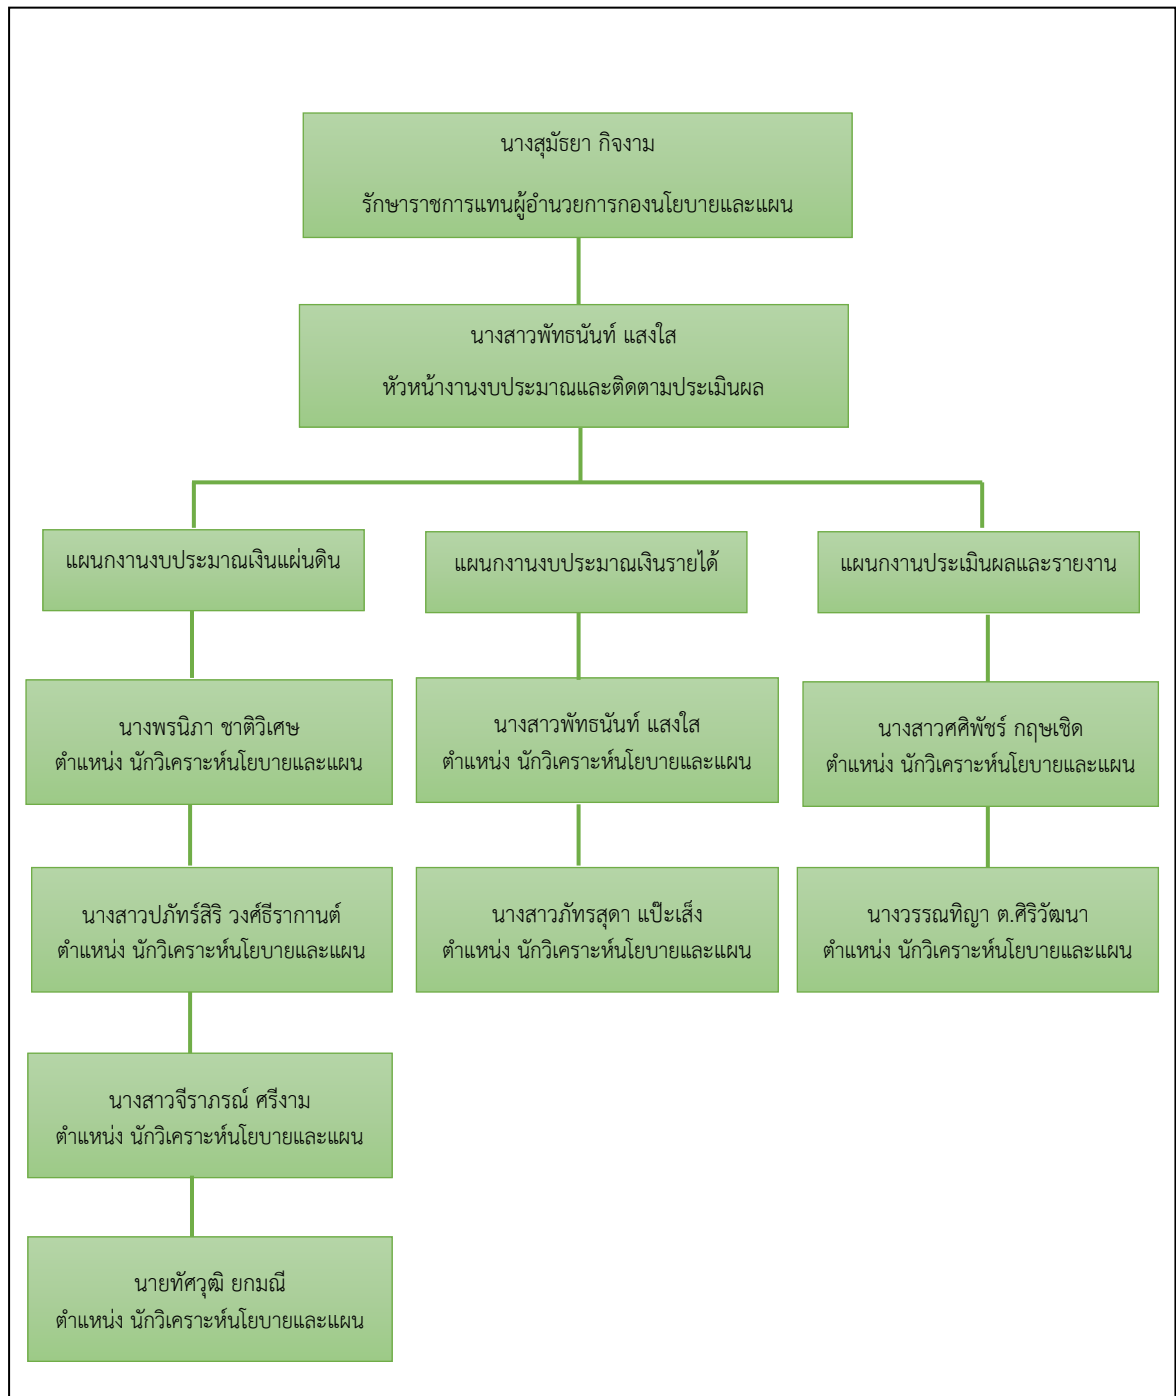 นางสุมัธยา กิจงาม
รักษาราชการแทนผู้อำนวยการกองนโยบายและแผน
นางสาวพัทธนันท์ แสงใส
หัวหน้างานงบประมาณและติดตามประเมินผล
แผนกงานงบประมาณเงินแผ่นดิน
แผนกงานงบประมาณเงินรายได้
แผนกงานประเมินผลและรายงาน
นางพรนิภา ชาติวิเศษ
ตำแหน่ง นักวิเคราะห์นโยบายและแผน
นางสาวพัทธนันท์ แสงใส
ตำแหน่ง นักวิเคราะห์นโยบายและแผน
นางสาวศศิพัชร์ กฤษเชิด
ตำแหน่ง นักวิเคราะห์นโยบายและแผน
นางสาวปภัทร์สิริ วงศ์ธีรากานต์
ตำแหน่ง นักวิเคราะห์นโยบายและแผน
นางสาวภัทรสุดา แป๊ะเส็ง
ตำแหน่ง นักวิเคราะห์นโยบายและแผน
นางวรรณทิญา ต.ศิริวัฒนา
ตำแหน่ง นักวิเคราะห์นโยบายและแผน
นางสาวจีราภรณ์ ศรีงาม
ตำแหน่ง นักวิเคราะห์นโยบายและแผน
นายทัศวุฒิ ยกมณี
ตำแหน่ง นักวิเคราะห์นโยบายและแผน